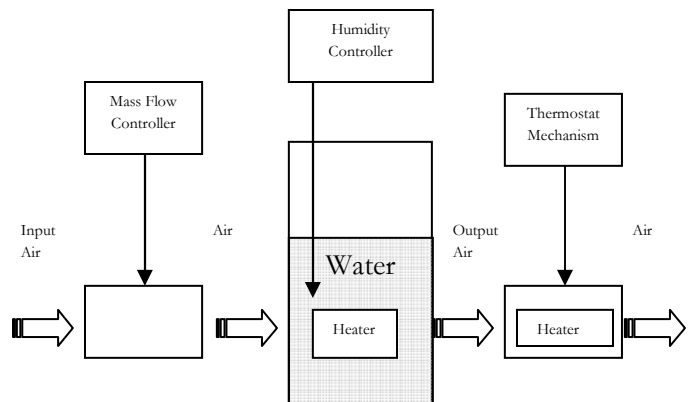 Humidity
Controller
Mass Flow
Controller
Thermostat
Mechanism
Input
Air
Air
Output
Air
Air
Water
Heater
Heater